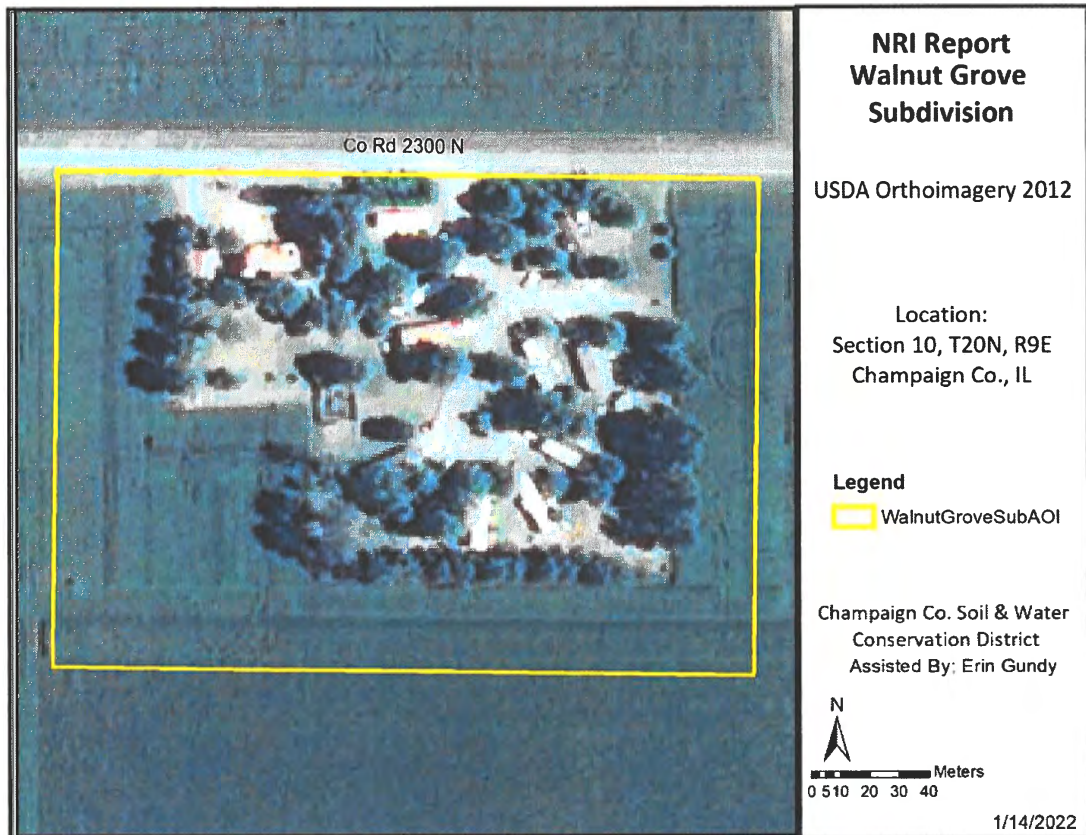 Co Rd 2300 N
NRI Report
Walnut Grove
Subdivision
USDA Orthoimagery 2012
Location:
Section 10, T20N, R9E
Champaign Co., IL
Legend
WalnutGroveSubAOI
Champaign Co. Soil & Water
Conservation District
Assisted By: Erin Gundy
N
Meters
0 510 20 30 40
1/14/2022